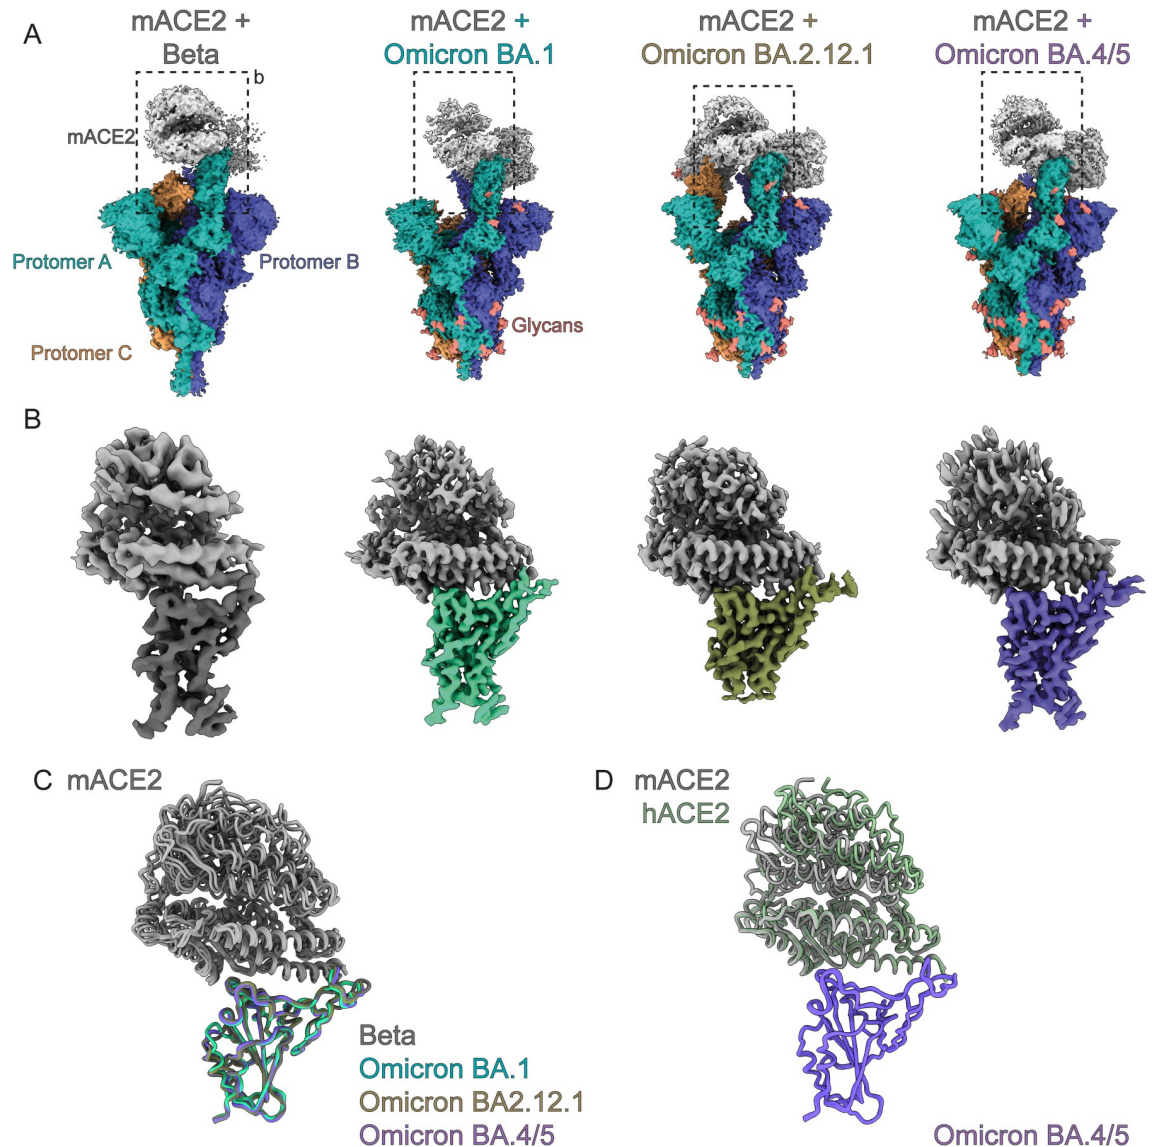 A
mACE2 +
Beta
mACE2 +
Omicron BA.1
mACE2 +
Omicron BA.2.12.1
mACE2 +
Omicron BA.4/5
b
mACE2
Protomer A
Protomer B
Glycans
Protomer C
B
C
mACE2
D
mACE2
hACE2
Beta
Omicron BA.1
Omicron BA2.12.1
Omicron BA.4/5
Omicron BA.4/5